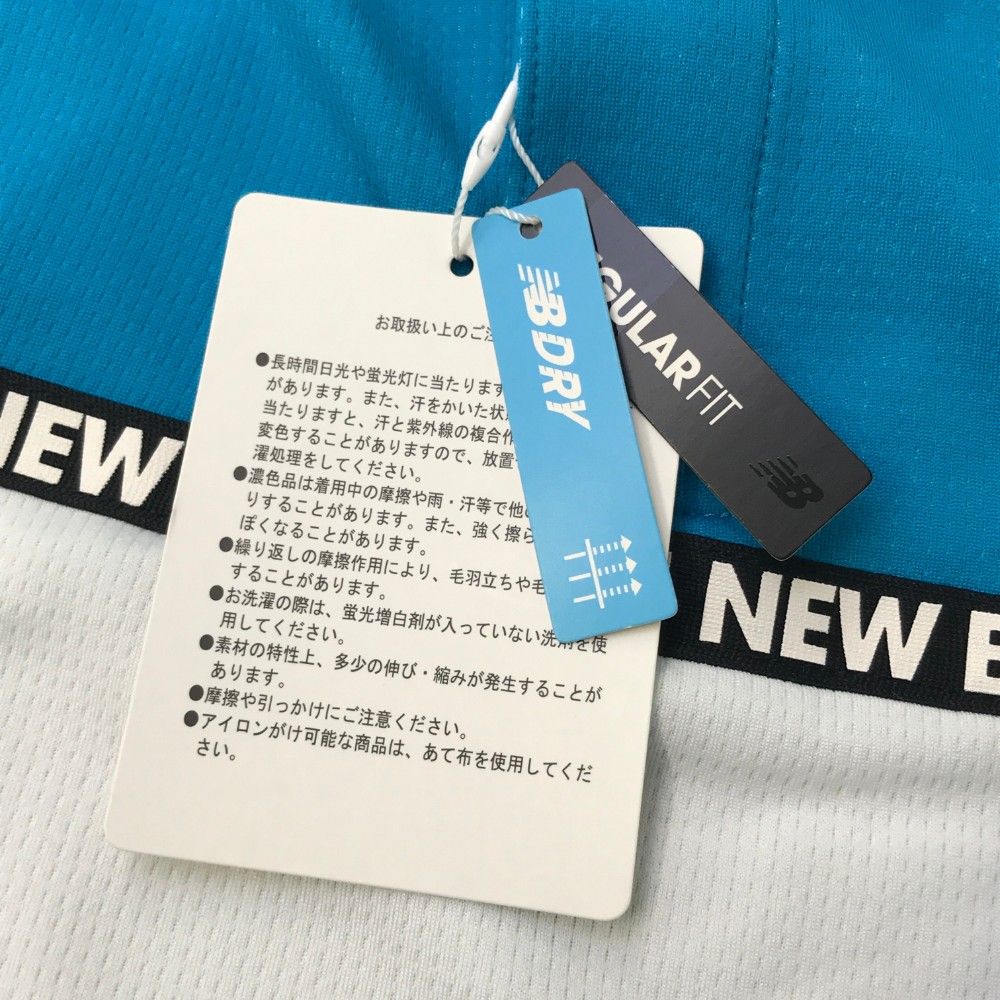 お取扱い上のご注
●長時間日光や蛍光灯に当たります
があります。また、汗をかいた状
当たりますと、汗と紫外線の複合作
変色することがありますので、放置
濯処理をしてください。
●濃色品は着用中の摩擦や雨・汗等で他
りすることがあります。また、強く擦ら
ぽくなることがあります。
●繰り返しの摩擦作用により、毛羽立ちや毛
することがあります。
●お洗濯の際は、蛍光増白剤が入っていない洗剤を使
用してください。
●素材の特性上、多少の伸び・縮みが発生することが
あります。
●摩擦や引っかけにご注意ください。
●アイロンがけ可能な商品は、あて布を使用してくだ
さい。
NB DRY
GULAR FIT
NB
EW
NEW B